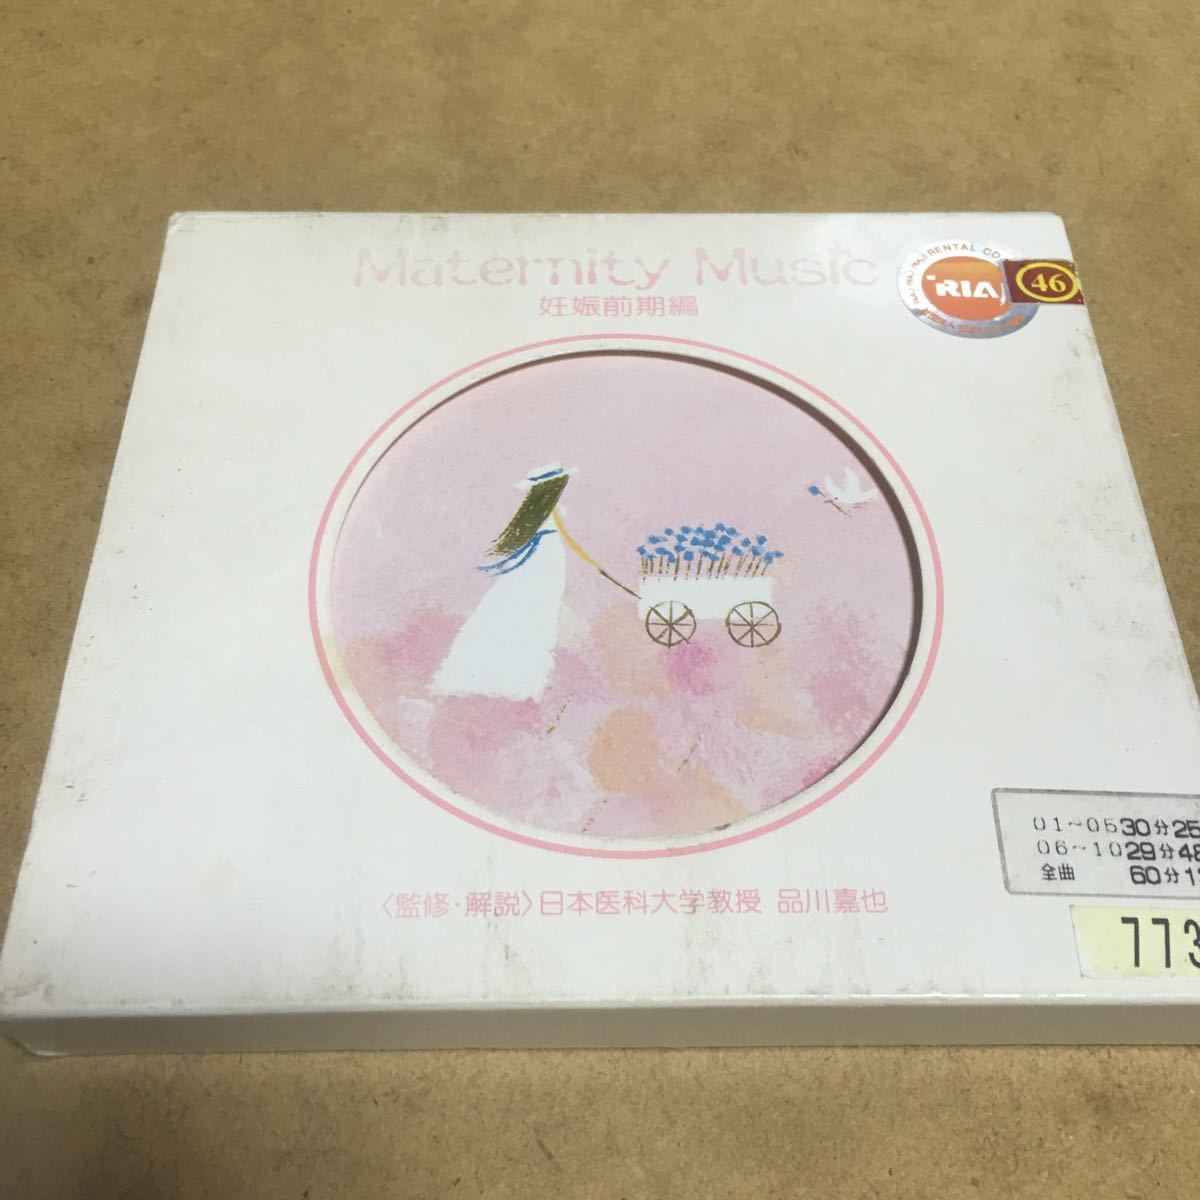 Maternity Music
妊娠前期編
RENTAL CD
RIAJ
46
〈監修・解説〉日本医科大学教授 品川嘉也
01~05 30分25
06~10 29分48
全曲 60分1
773